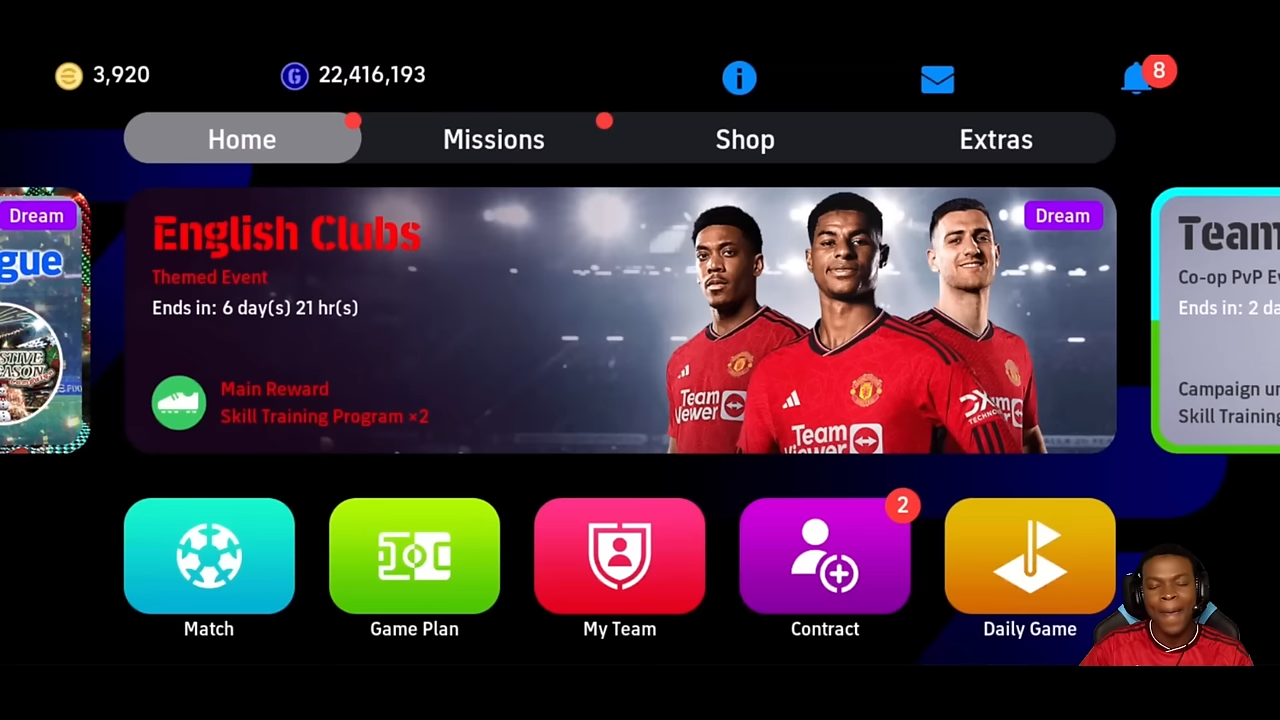 3,920
22,416,193
8
Home
Missions
Shop
Extras
Dream
gue
English Clubs
Themed Event
Ends in: 6 day(s) 21 hr(s)
Main Reward
Skill Training Program ×2
Dream
Team
Viewer
Team
Viewer
Team
Co-op PvP Ev
Ends in: 2 da
Campaign un
Skill Training
2
Match
Game Plan
My Team
Contract
Daily Game